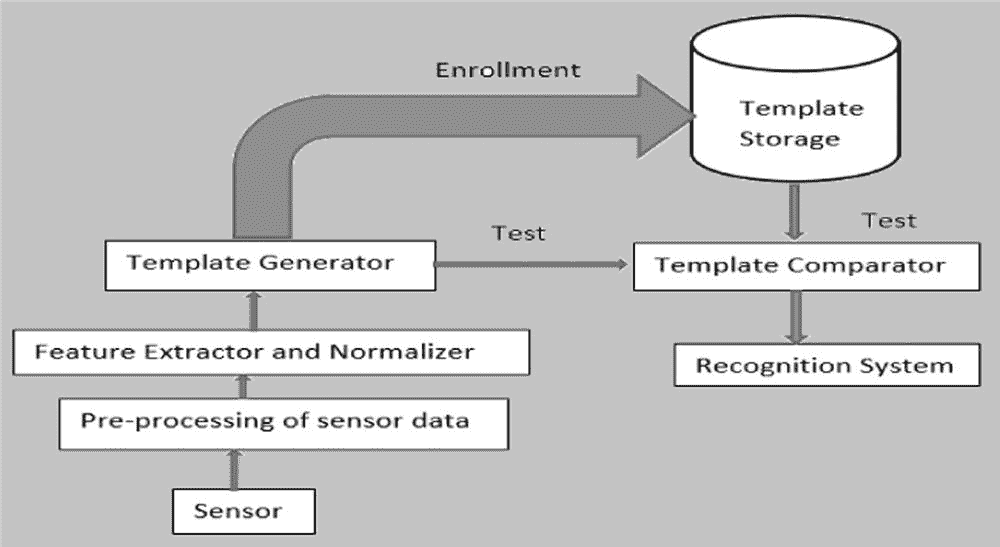 Enrollment
Template
Storage
Test
Test
Template Generator
Template Comparator
Feature Extractor and Normalizer
Recognition System
Pre-processing of sensor data
Sensor